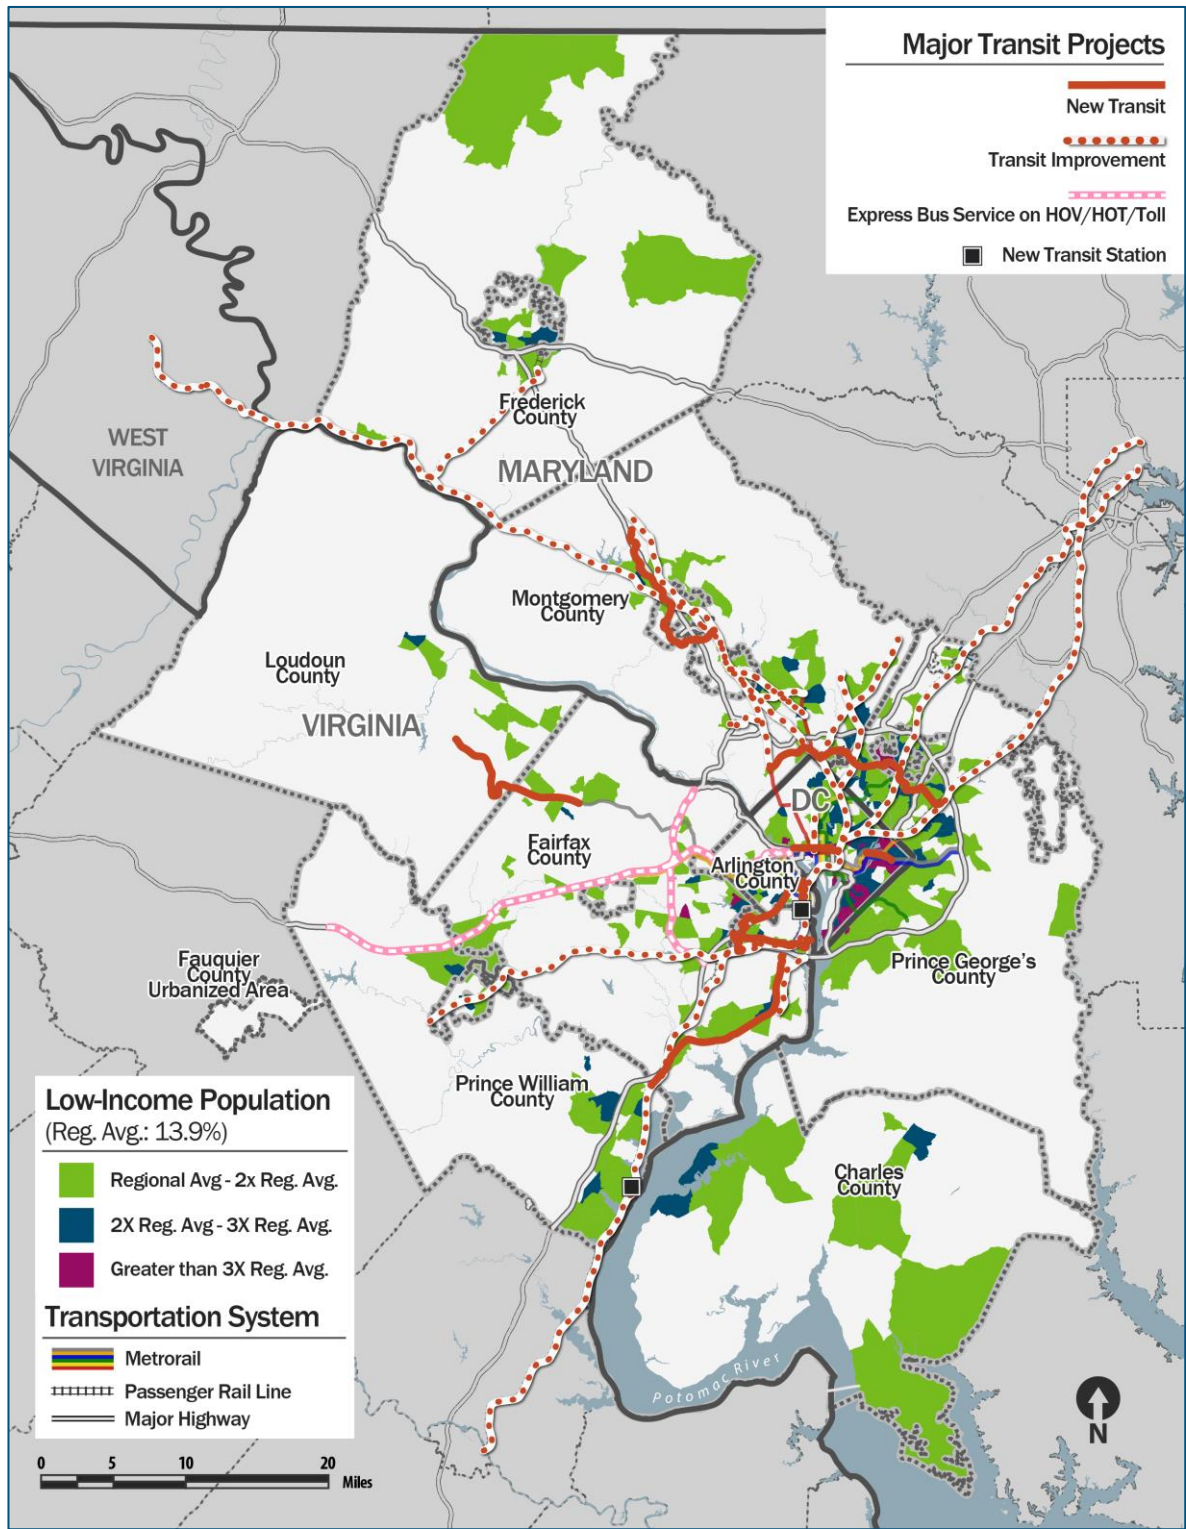 Major Transit Projects
New Transit
Transit Improvement
Express Bus Service on HOV/HOT/Toll
New Transit Station
Frederick
County
WEST
VIRGINIA
MARYLAND
Montgomery
County
Loudoun
County
VIRGINIA
DC
Fairfax
County
Arlington
County
Fauquier
County
Urbanized Area
Prince George's
County
Prince William
County
Charles
County
Potomac River
Low-Income Population
(Reg. Avg.: 13.9%)
Regional Avg - 2x Reg. Avg.
2X Reg. Avg - 3X Reg. Avg.
Greater than 3X Reg. Avg.
Transportation System
Metrorail
Passenger Rail Line
Major Highway
0 5 10 20
Miles
N